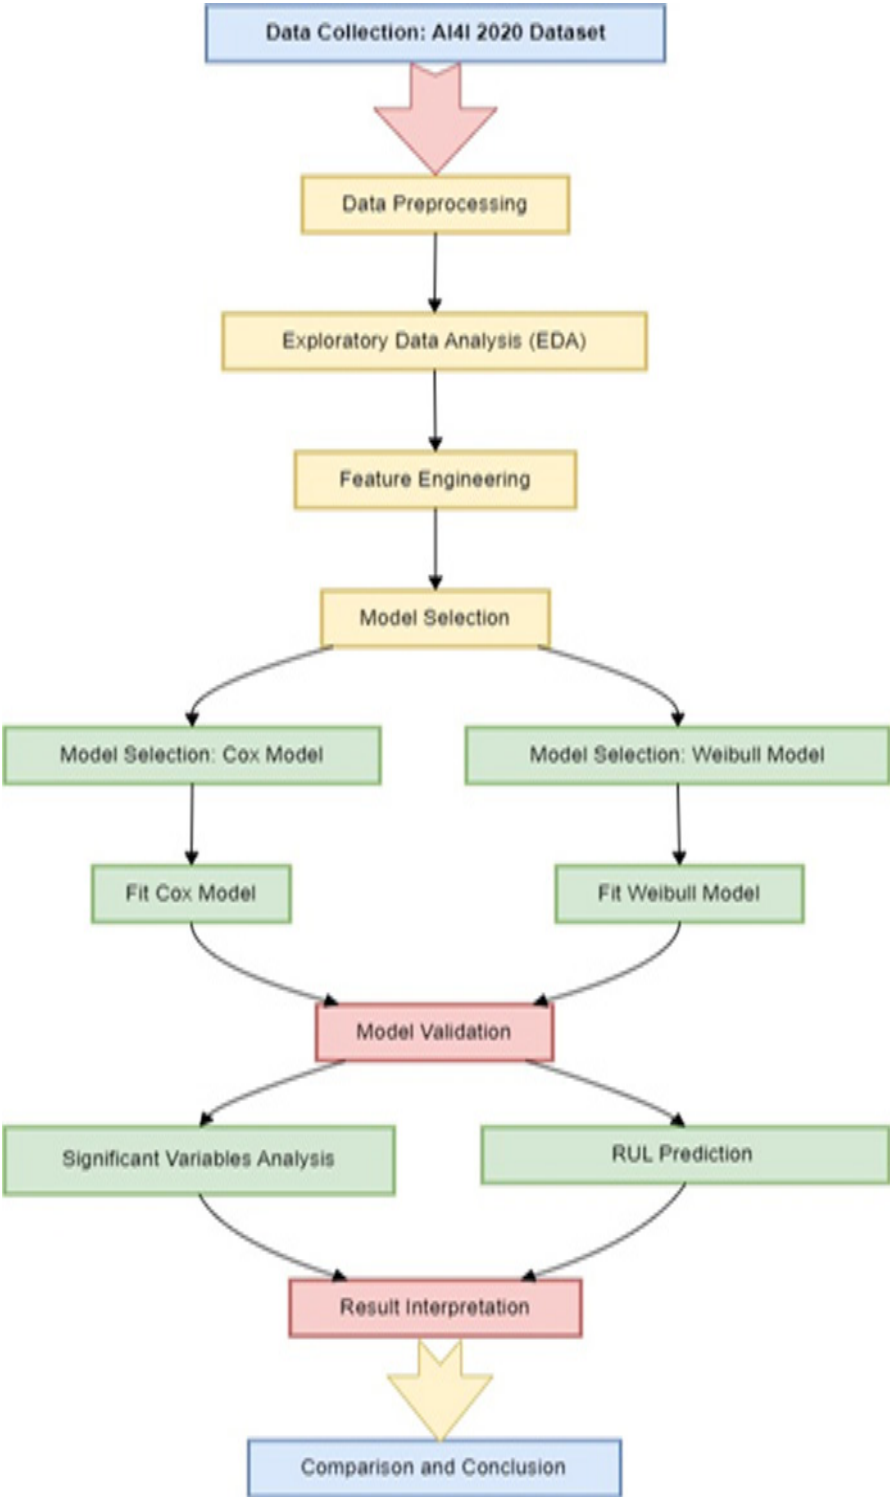 Data Collection: AI4I 2020 Dataset
Data Preprocessing
Exploratory Data Analysis (EDA)
Feature Engineering
Model Selection
Model Selection: Cox Model
Model Selection: Weibull Model
Fit Cox Model
Fit Weibull Model
Model Validation
Significant Variables Analysis
RUL Prediction
Result Interpretation
Comparison and Conclusion